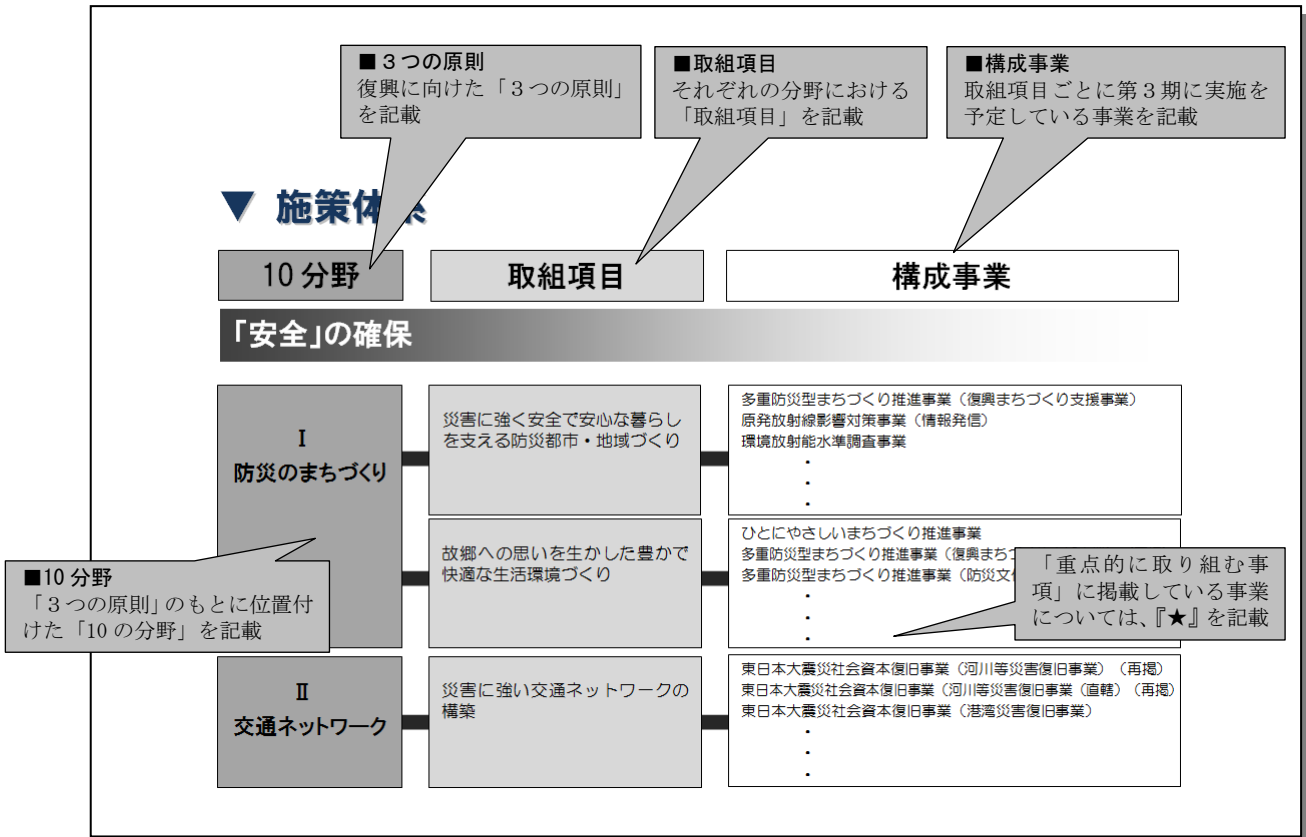 ■３つの原則
復興に向けた「３つの原則」
を記載
■取組項目
それぞれの分野における
「取組項目」を記載
■構成事業
取組項目ごとに第３期に実施を
予定している事業を記載
▼ 施策体系
10 分野
取組項目
構成事業
「安全」の確保
Ⅰ
防災のまちづくり
災害に強く安全で安心な暮らし
を支える防災都市・地域づくり
多重防災型まちづくり推進事業（復興まちづくり支援事業）
原発放射線影響対策事業（情報発信）
環境放射能水準調査事業
・
・
・
故郷への思いを生かした豊かで
快適な生活環境づくり
ひとにやさしいまちづくり推進事業
多重防災型まちづくり推進事業（復興まち
多重防災型まちづくり推進事業（防災文
・
・
・
■10 分野
「３つの原則」のもとに位置付
けた「10 の分野」を記載
「重点的に取り組む事
項」に掲載している事業
については、『★』を記載
Ⅱ
交通ネットワーク
災害に強い交通ネットワークの
構築
東日本大震災社会資本復旧事業（河川等災害復旧事業）（再掲）
東日本大震災社会資本復旧事業（河川等災害復旧事業（直轄）（再掲）
東日本大震災社会資本復旧事業（港湾災害復旧事業）
・
・
・